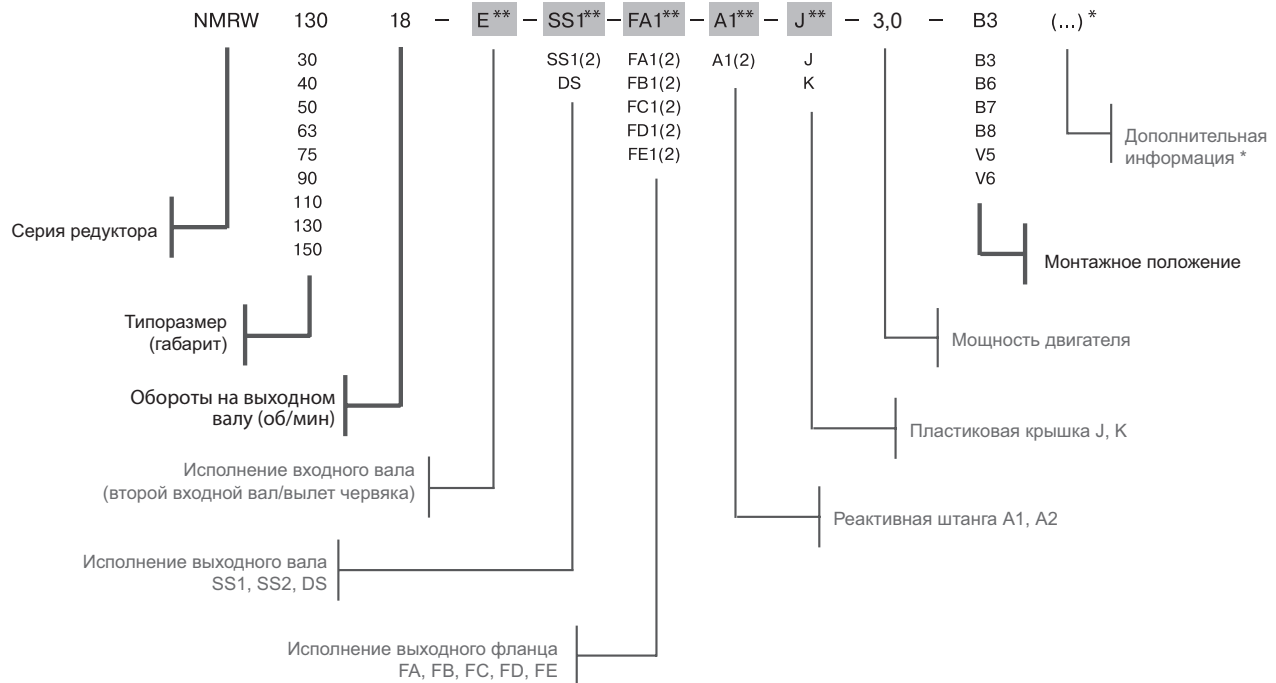 NMRW 130 18 – E** – SS1** – FA1** – A1** – J** – 3,0 – B3 (...)*
30 SS1(2) FA1(2) A1(2) J B3
40 DS FB1(2) K B6
50 FC1(2) B7
63 FD1(2) B8
75 FE1(2) V5
90 V6
110
130
150
Дополнительная
информация *
Серия редуктора
Монтажное положение
Типоразмер
(габарит)
Мощность двигателя
Обороты на выходном
валу (об/мин)
Пластиковая крышка J, K
Исполнение входного вала
(второй входной вал/вылет червяка)
Реактивная штанга A1, A2
Исполнение выходного вала
SS1, SS2, DS
Исполнение выходного фланца
FA, FB, FC, FD, FE